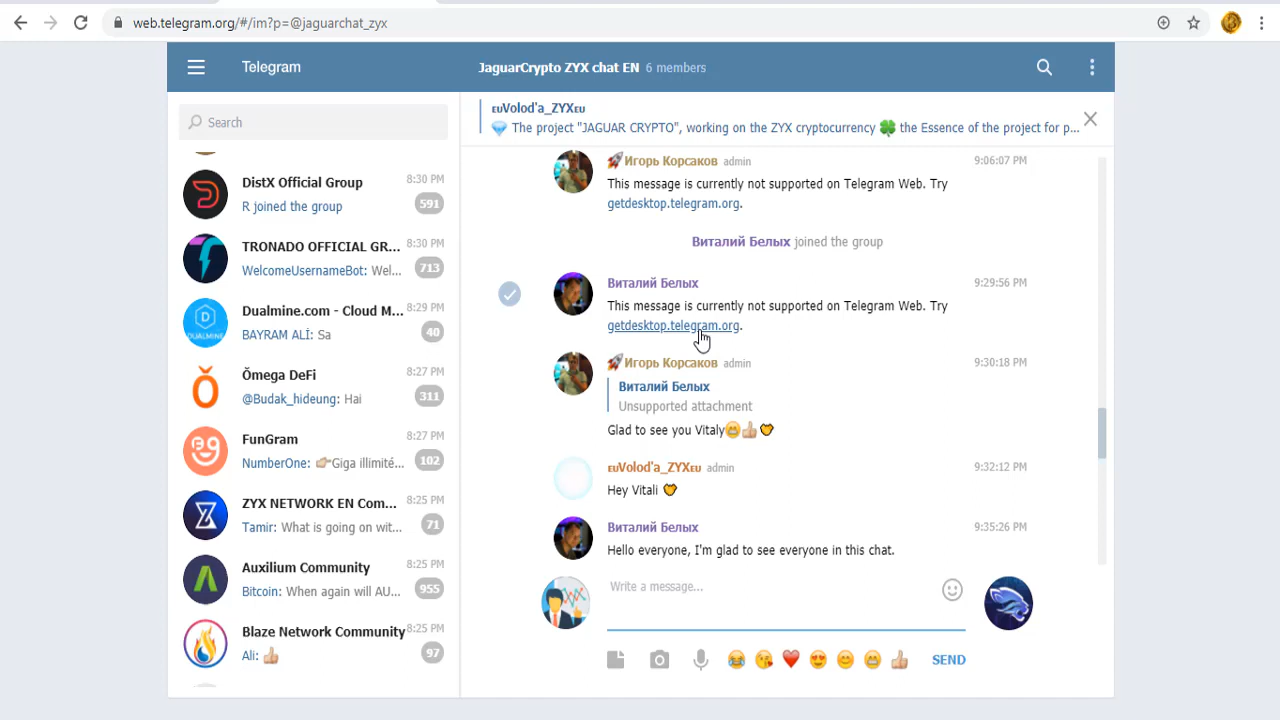 web.telegram.org/#/im?p=@jaguarchat_zyx
Telegram
JaguarCrypto ZYX chat EN 6 members
Search
DistX Official Group 8:30 PM
R joined the group 591
TRONADO OFFICIAL GR... 8:30 PM
WelcomeUsernameBot: Wel... 713
Dualmine.com - Cloud M... 8:29 PM
BAYRAM ALİ: Sa 40
DUALMINE
Ŏmega DeFi 8:27 PM
@Budak_hideung: Hai 311
FunGram 8:27 PM
NumberOne: 👉🏼Giga illimité... 102
ZYX NETWORK EN Com... 8:25 PM
Tamir: What is going on wit... 71
Auxilium Community 8:25 PM
Bitcoin: When again will AU... 955
Blaze Network Community 8:25 PM
Ali: 👍🏼 97
ευVolod'a_ZYXευ
💎 The project "JAGUAR CRYPTO", working on the ZYX cryptocurrency 🍀 the Essence of the project for p...
🚀Игорь Корсаков admin 9:06:07 PM
This message is currently not supported on Telegram Web. Try
getdesktop.telegram.org.
Виталий Белых joined the group
Виталий Белых 9:29:56 PM
This message is currently not supported on Telegram Web. Try
getdesktop.telegram.org.
🚀Игорь Корсаков admin 9:30:18 PM
Виталий Белых
Unsupported attachment
Glad to see you Vitaly😁👍🏼🤝
ευVolod'a_ZYXευ admin 9:32:12 PM
Hey Vitali 🤝
Виталий Белых 9:35:26 PM
Hello everyone, I'm glad to see everyone in this chat.
Write a message...
😂 😘 ❤️ 😍 😊 😁 👍🏼 SEND